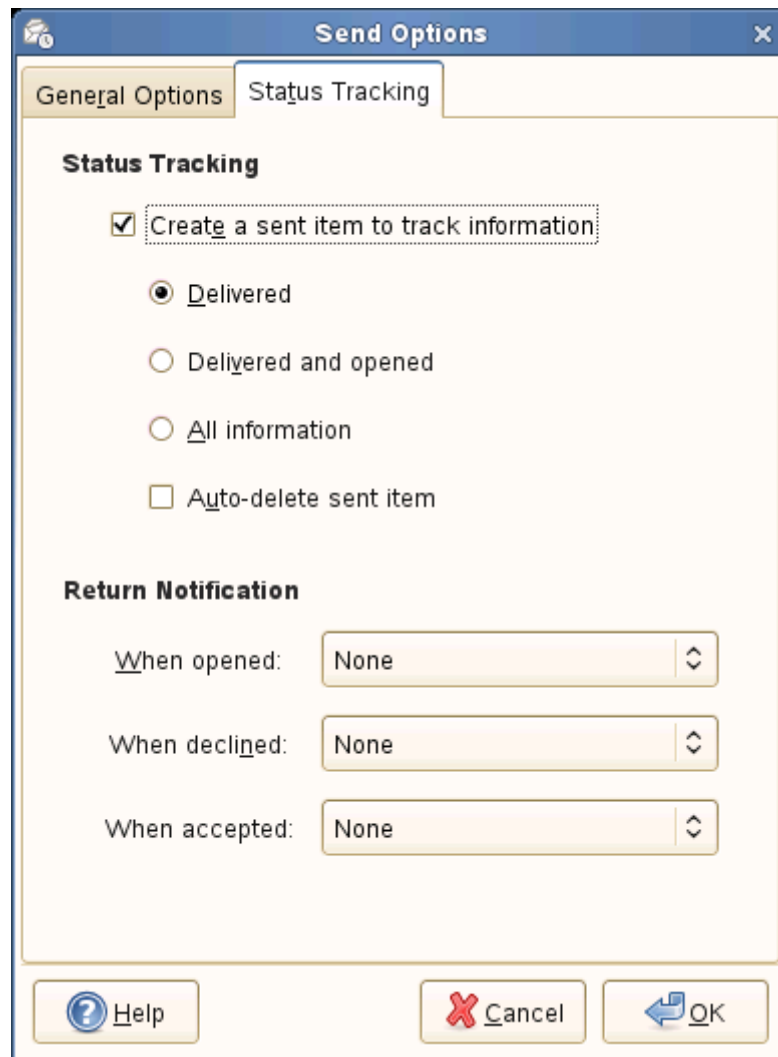 Send Options
General Options
Status Tracking
Status Tracking
Create a sent item to track information
Delivered
Delivered and opened
All information
Auto-delete sent item
Return Notification
When opened: None
When declined: None
When accepted: None
Help Cancel OK